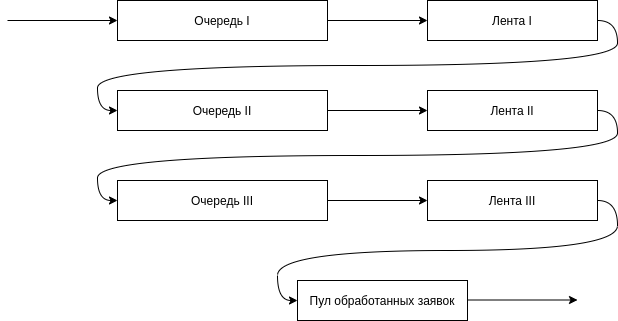 Очередь I
Лента I
Очередь II
Лента II
Очередь III
Лента III
Пул обработанных заявок